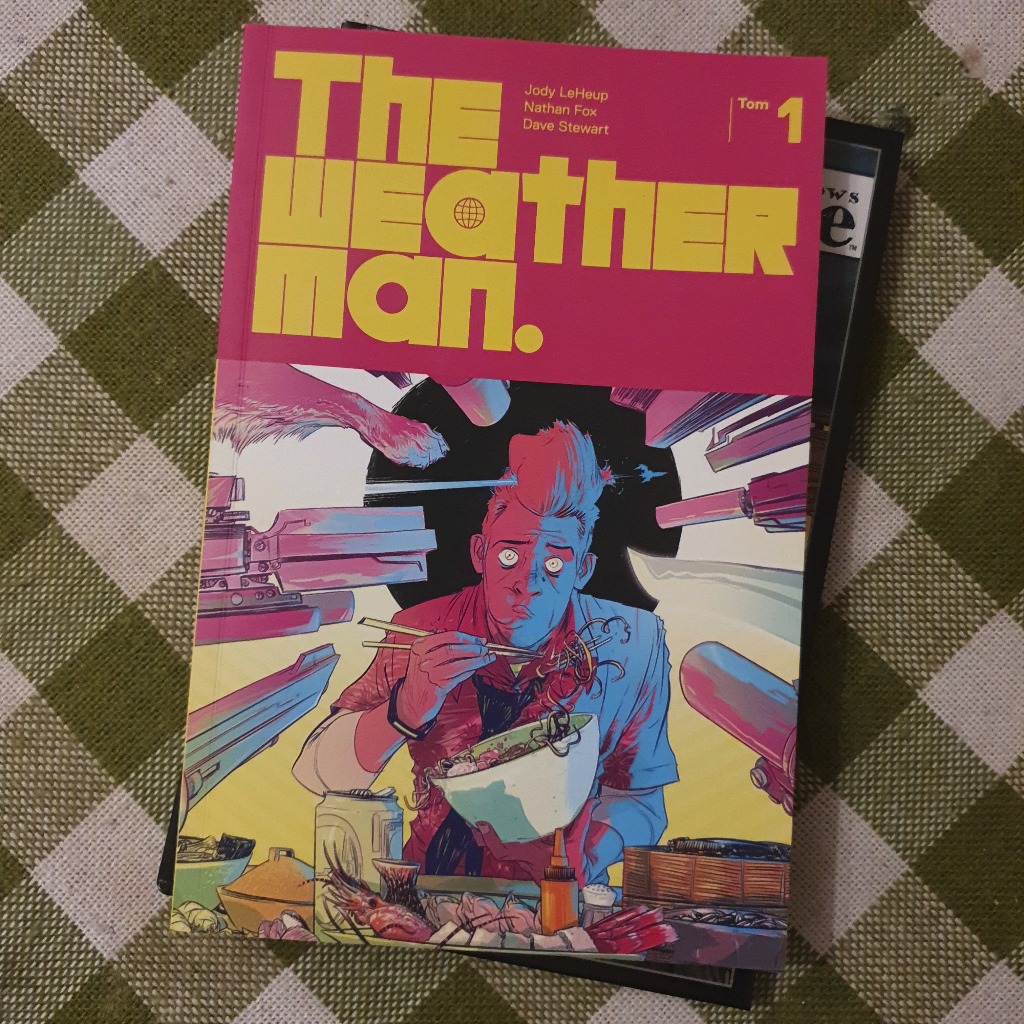 The
weather
man.
Jody LeHeup
Nathan Fox
Dave Stewart
Tom 1